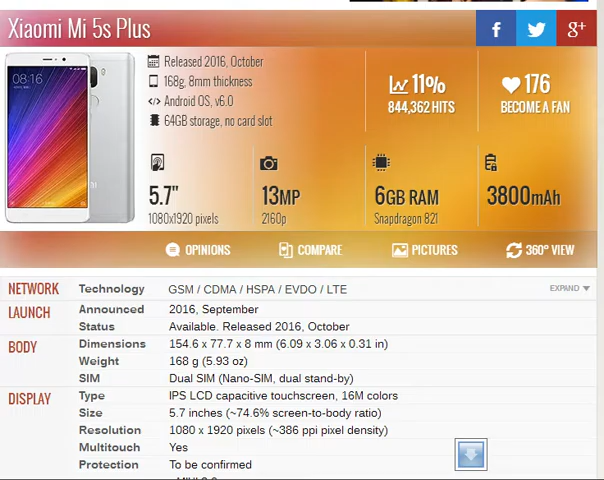 Xiaomi Mi 5s Plus
f
g+
Released 2016, October
168g, 8mm thickness
Android OS, v6.0
64GB storage, no card slot
11%
844,362 HITS
176
BECOME A FAN
08:16
5.7"
1080x1920 pixels
13MP
2160p
6GB RAM
Snapdragon 821
3800mAh
OPINIONS
COMPARE
PICTURES
360° VIEW
NETWORK Technology GSM / CDMA / HSPA / EVDO / LTE EXPAND ▼
LAUNCH Announced 2016, September
Status Available. Released 2016, October
BODY Dimensions 154.6 x 77.7 x 8 mm (6.09 x 3.06 x 0.31 in)
Weight 168 g (5.93 oz)
SIM Dual SIM (Nano-SIM, dual stand-by)
DISPLAY Type IPS LCD capacitive touchscreen, 16M colors
Size 5.7 inches (~74.6% screen-to-body ratio)
Resolution 1080 x 1920 pixels (~386 ppi pixel density)
Multitouch Yes
Protection To be confirmed